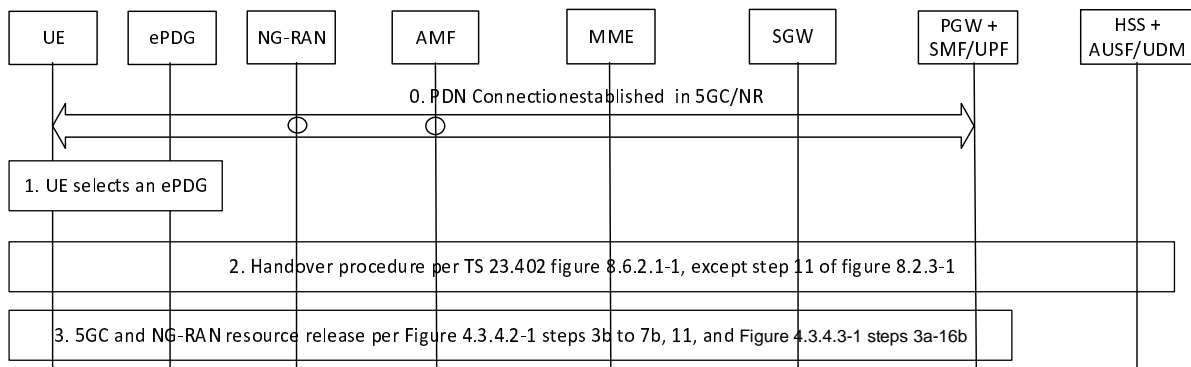 UE
ePDG
NG-RAN
AMF
MME
SGW
PGW +
SMF/UPF
HSS +
AUSF/UDM
0. PDN Connectionestablished in 5GC/NR
1. UE selects an ePDG
2. Handover procedure per TS 23.402 figure 8.6.2.1-1, except step 11 of figure 8.2.3-1
3. 5GC and NG-RAN resource release per Figure 4.3.4.2-1 steps 3b to 7b, 11, and Figure 4.3.4.3-1 steps 3a-16b